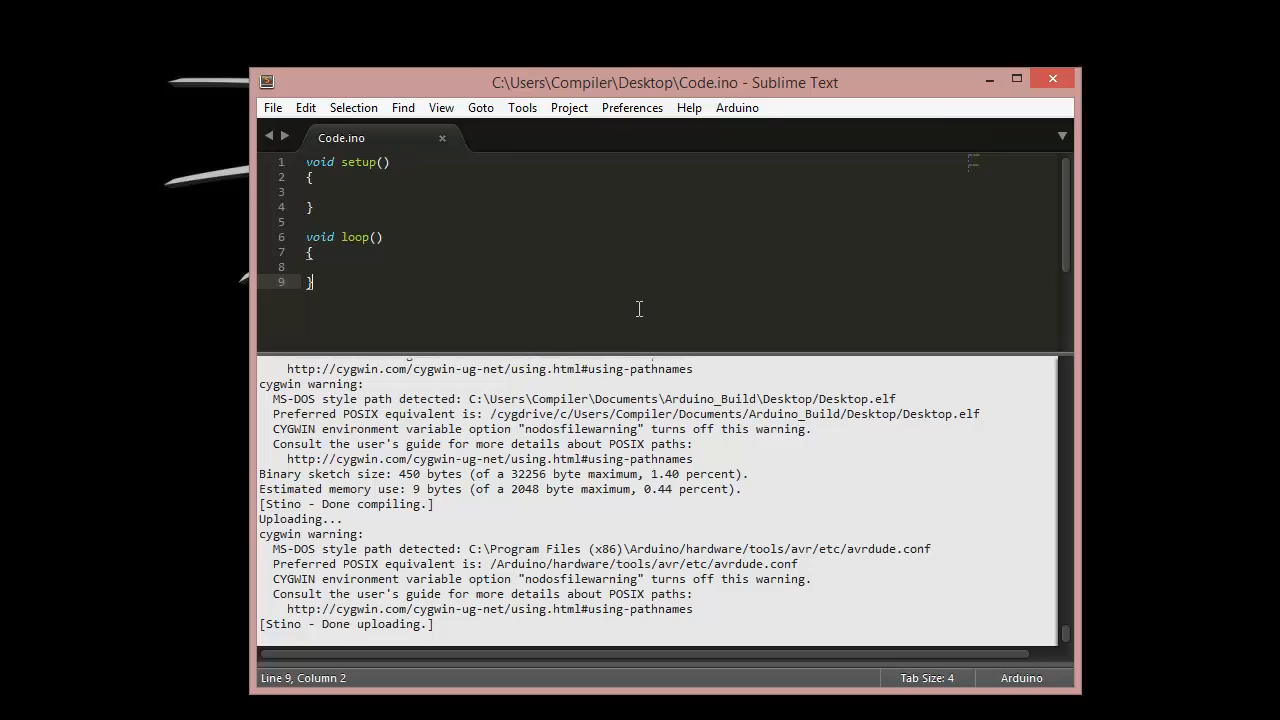 C:\Users\Compiler\Desktop\Code.ino - Sublime Text
File Edit Selection Find View Goto Tools Project Preferences Help Arduino
Code.ino
1 void setup()
2 {
3
4 }
5
6 void loop()
7 {
8
9 }
http://cygwin.com/cygwin-ug-net/using.html#using-pathnames
cygwin warning:
MS-DOS style path detected: C:\Users\Compiler\Documents\Arduino_Build\Desktop/Desktop.elf
Preferred POSIX equivalent is: /cygdrive/c/Users/Compiler/Documents/Arduino_Build/Desktop/Desktop.elf
CYGWIN environment variable option "nodosfilewarning" turns off this warning.
Consult the user's guide for more details about POSIX paths:
http://cygwin.com/cygwin-ug-net/using.html#using-pathnames
Binary sketch size: 450 bytes (of a 32256 byte maximum, 1.40 percent).
Estimated memory use: 9 bytes (of a 2048 byte maximum, 0.44 percent).
[Stino - Done compiling.]
Uploading...
cygwin warning:
MS-DOS style path detected: C:\Program Files (x86)\Arduino/hardware/tools/avr/etc/avrdude.conf
Preferred POSIX equivalent is: /Arduino/hardware/tools/avr/etc/avrdude.conf
CYGWIN environment variable option "nodosfilewarning" turns off this warning.
Consult the user's guide for more details about POSIX paths:
http://cygwin.com/cygwin-ug-net/using.html#using-pathnames
[Stino - Done uploading.]
Line 9, Column 2 Tab Size: 4 Arduino